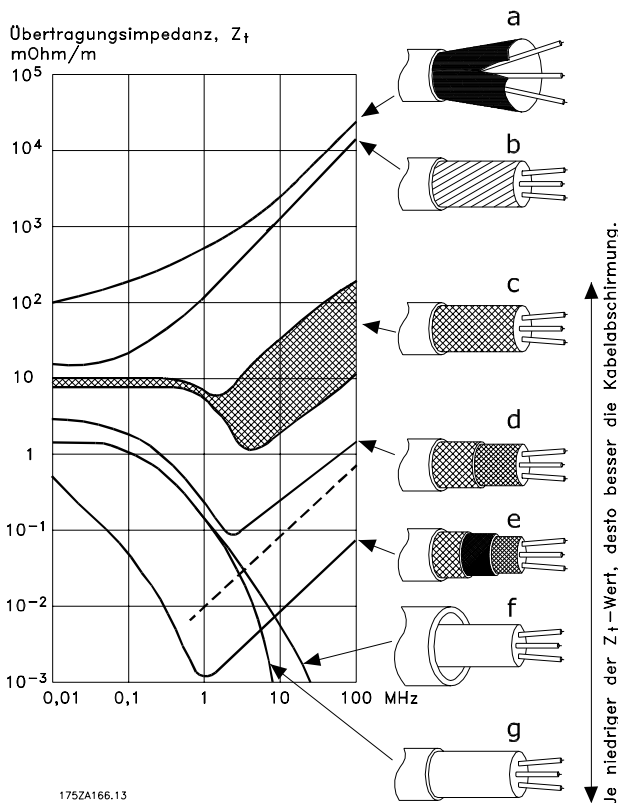 Übertragungsimpedanz, Zt
mOhm/m
10⁵
10⁴
10³
10²
10
1
10⁻¹
10⁻²
10⁻³
0,01 0,1 1 10 100 MHz
a
b
c
d
e
f
g
Je niedriger der Zt-Wert, desto besser die Kabelabschirmung.
175ZA166.13